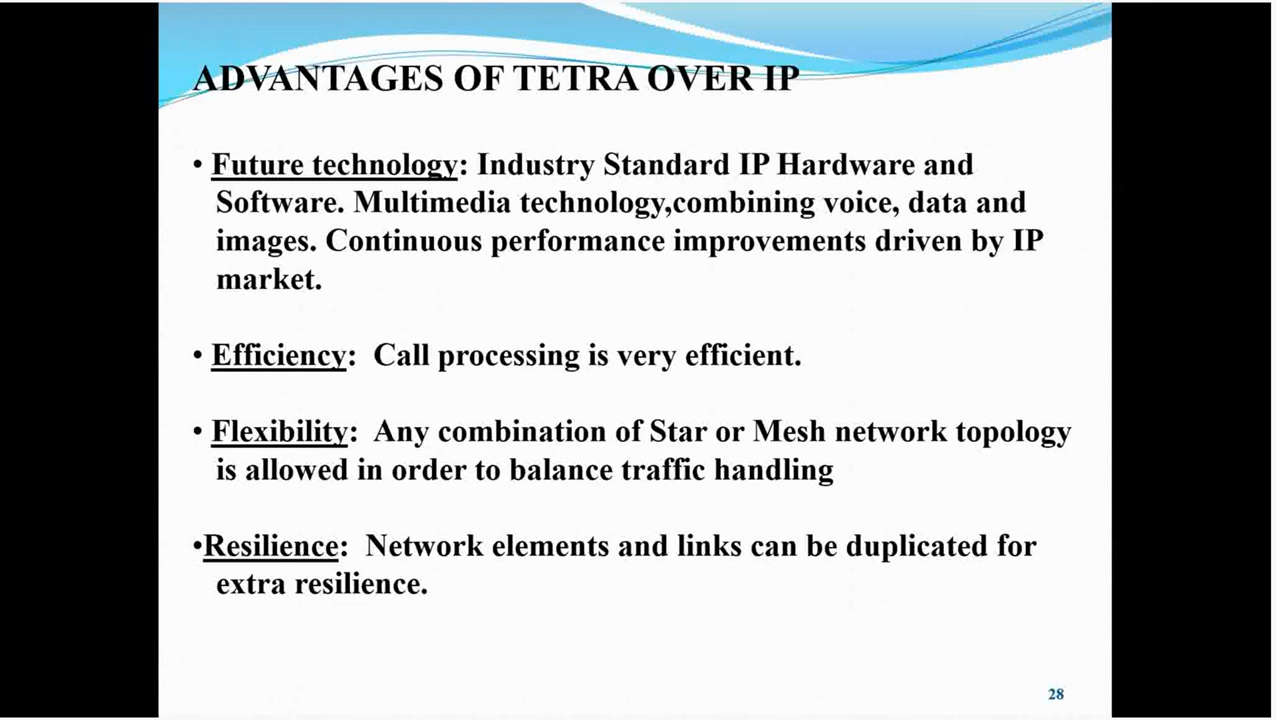 ADVANTAGES OF TETRA OVER IP
• Future technology: Industry Standard IP Hardware and
Software. Multimedia technology,combining voice, data and
images. Continuous performance improvements driven by IP
market.
• Efficiency: Call processing is very efficient.
• Flexibility: Any combination of Star or Mesh network topology
is allowed in order to balance traffic handling
•Resilience: Network elements and links can be duplicated for
extra resilience.
28